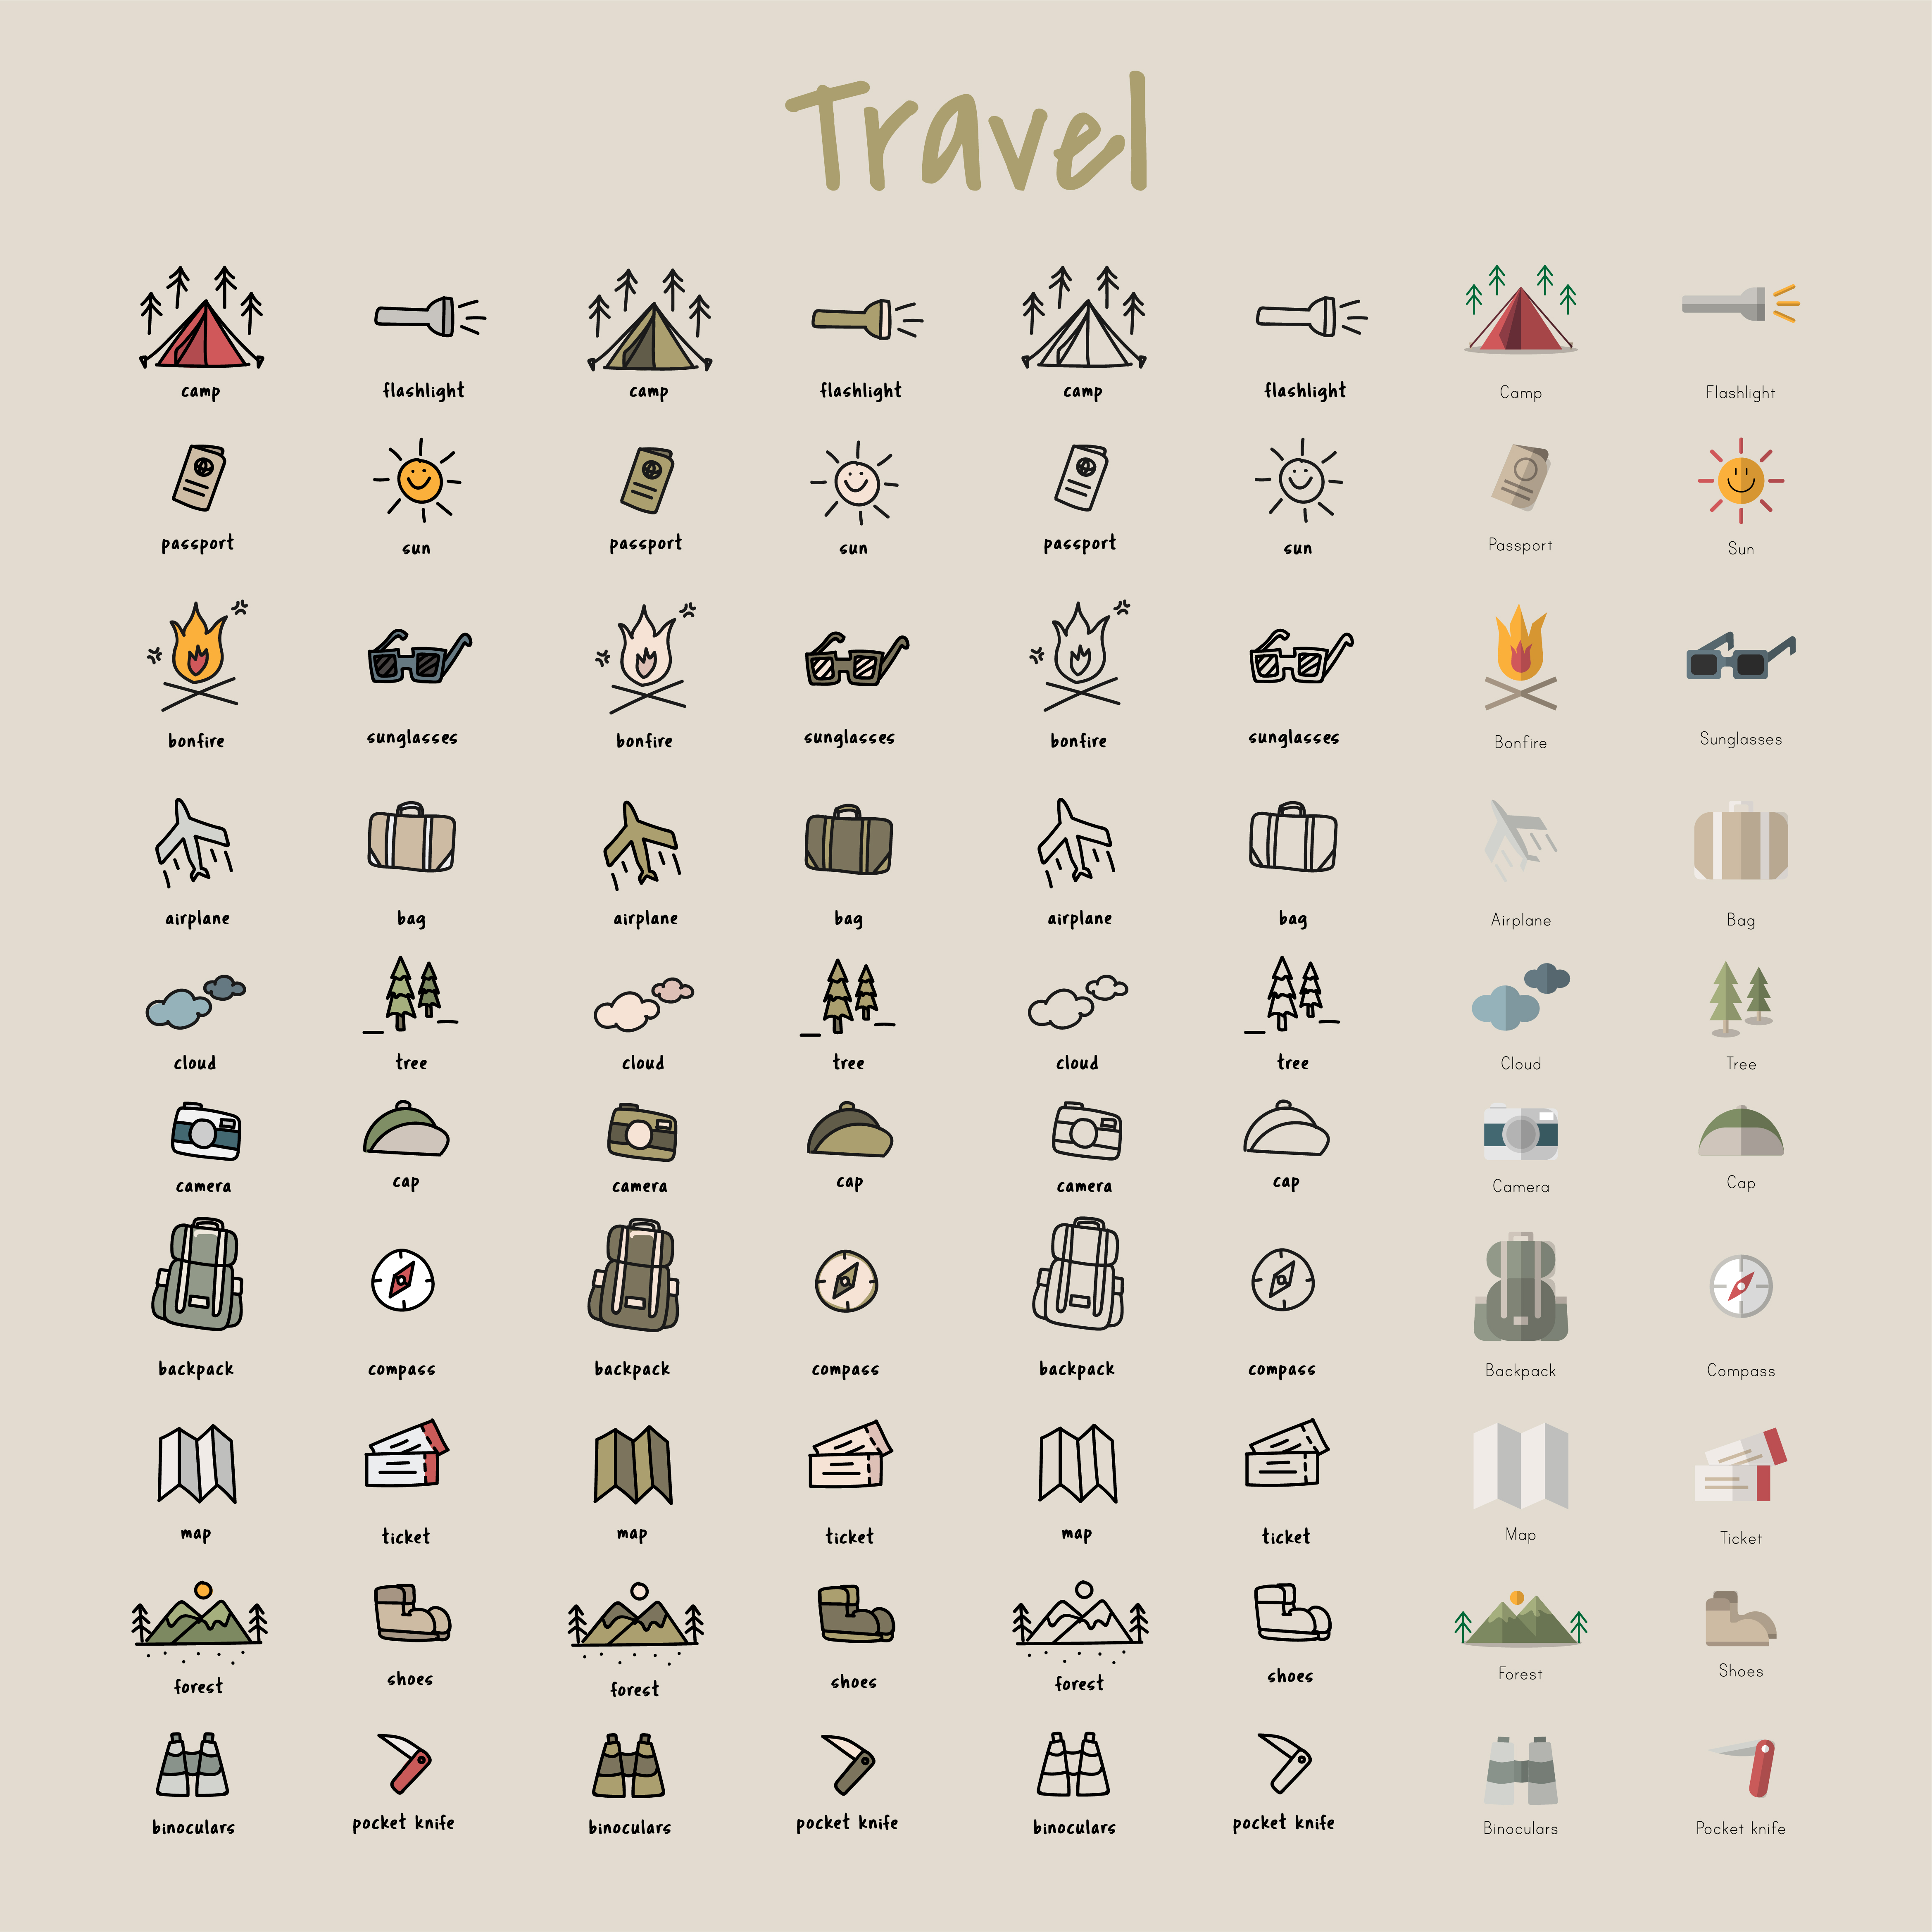 Travel
camp flashlight camp flashlight camp flashlight Camp Flashlight
passport sun passport sun passport sun Passport Sun
bonfire sunglasses bonfire sunglasses bonfire sunglasses Bonfire Sunglasses
airplane bag airplane bag airplane bag Airplane Bag
cloud tree cloud tree cloud tree Cloud Tree
camera cap camera cap camera cap Camera Cap
backpack compass backpack compass backpack compass Backpack Compass
map ticket map ticket map ticket Map Ticket
forest shoes forest shoes forest shoes Forest Shoes
binoculars pocket knife binoculars pocket knife binoculars pocket knife Binoculars Pocket knife